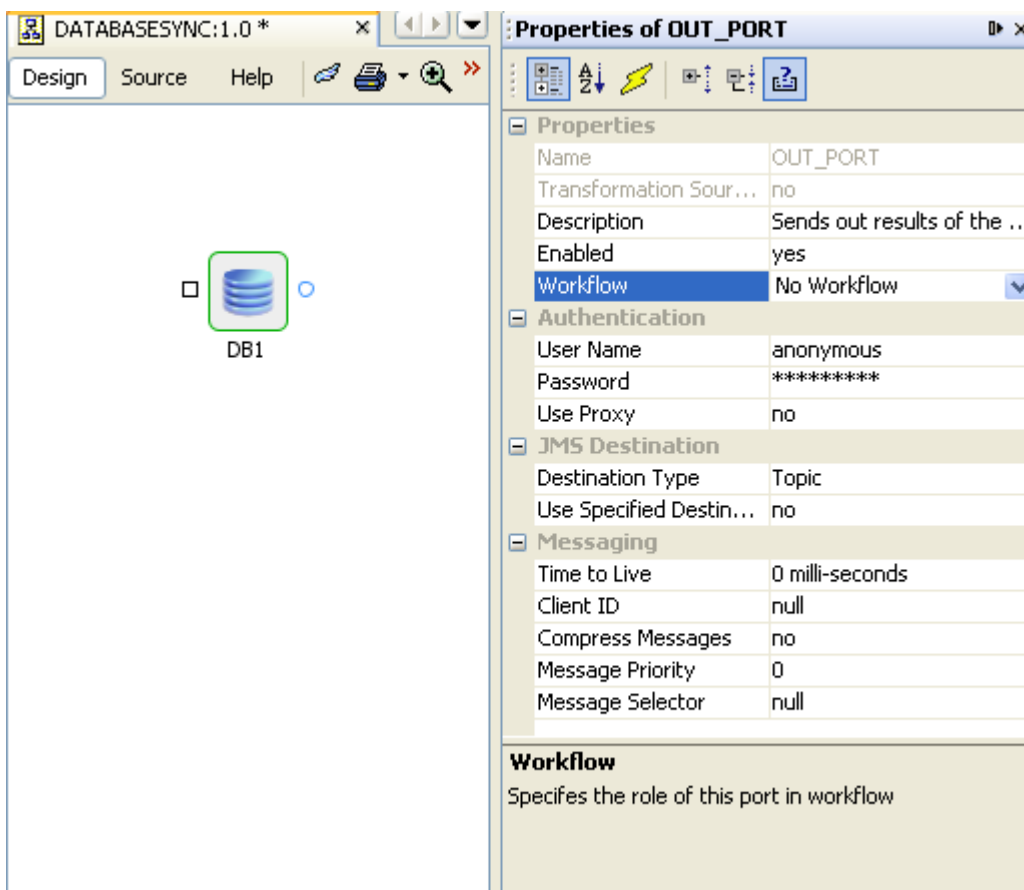 DATABASESYNC:1.0 *
Design Source Help
DB1
Properties of OUT_PORT
Properties
Name OUT_PORT
Transformation Sour... no
Description Sends out results of the ...
Enabled yes
Workflow No Workflow
Authentication
User Name anonymous
Password *********
Use Proxy no
JMS Destination
Destination Type Topic
Use Specified Destin... no
Messaging
Time to Live 0 milli-seconds
Client ID null
Compress Messages no
Message Priority 0
Message Selector null
Workflow
Specifes the role of this port in workflow